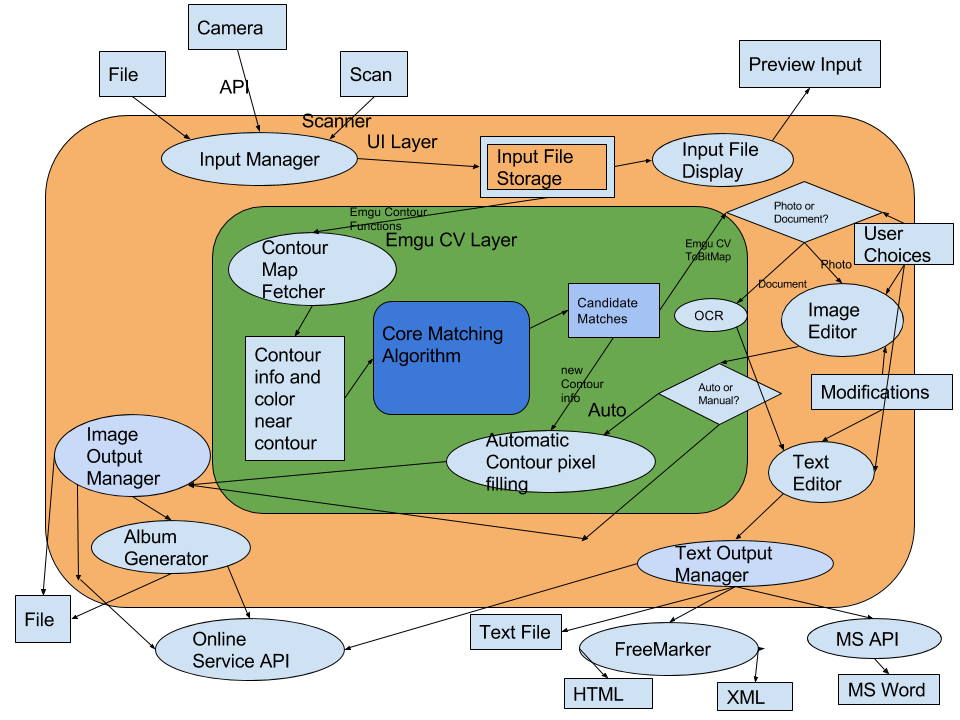 Camera
File
Scan
Preview Input
API
Scanner
UI Layer
Input Manager
Input File
Storage
Input File
Display
Emgu Contour
Functions
Emgu CV Layer
Photo or
Document?
User
Choices
Emgu CV
ToBitMap
Photo
Document
Contour
Map
Fetcher
Candidate
Matches
OCR
Image
Editor
Core Matching
Algorithm
Contour
info and
color
near
contour
new
Contour
info
Auto
Auto or
Manual?
Modifications
Image
Output
Manager
Automatic
Contour pixel
filling
Text
Editor
Album
Generator
Text Output
Manager
File
Online
Service API
Text File
FreeMarker
MS API
HTML
XML
MS Word